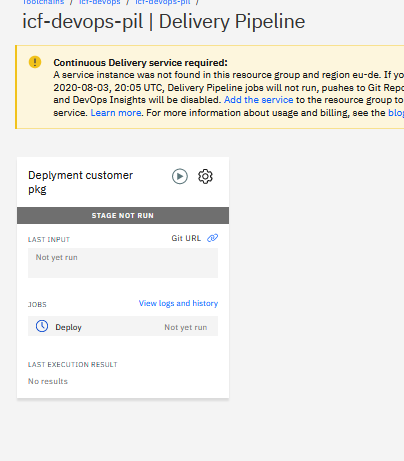 Toolchains / icf-devops / icf-devops-pil /
icf-devops-pil | Delivery Pipeline
Continuous Delivery service required:
A service instance was not found in this resource group and region eu-de. If yo
2020-08-03, 20:05 UTC, Delivery Pipeline jobs will not run, pushes to Git Repo
and DevOps Insights will be disabled. Add the service to the resource group to
service. Learn more. For more information about usage and billing, see the blog
Deplyment customer
pkg
STAGE NOT RUN
LAST INPUT Git URL
Not yet run
JOBS View logs and history
Deploy Not yet run
LAST EXECUTION RESULT
No results